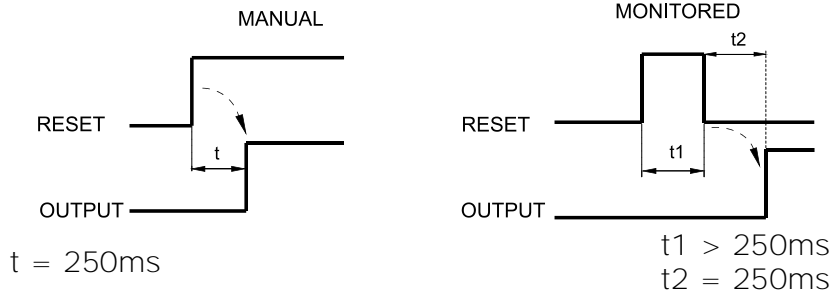 MANUAL
RESET
t
OUTPUT
t = 250ms
MONITORED
t2
RESET
t1
OUTPUT
t1 > 250ms
t2 = 250ms